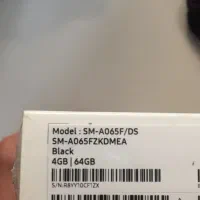 Model : SM-A065F/DS
SM-A065FZKDMEA
Black
4GB | 64GB